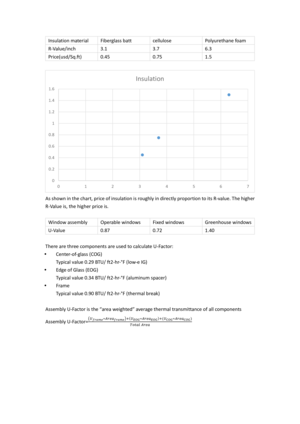 Insulation material Fiberglass batt cellulose Polyurethane foam
R-Value/inch 3.1 3.7 6.3
Price(usd/Sq.ft) 0.45 0.75 1.5
Insulation
1.6
1.4
1.2
1
0.8
0.6
0.4
0.2
0
0 1 2 3 4 5 6 7
As shown in the chart, price of insulation is roughly in directly proportion to its R-value. The higher
R-Value is, the higher price is.
Window assembly Operable windows Fixed windows Greenhouse windows
U-Value 0.87 0.72 1.40
There are three components are used to calculate U-Factor:
• Center-of-glass (COG)
Typical value 0.29 BTU/ ft2-hr-°F (low-e IG)
• Edge-of Glass (EOG)
Typical value 0.34 BTU/ ft2-hr-°F (aluminum spacer)
• Frame
Typical value 0.90 BTU/ ft2-hr-°F (thermal break)
Assembly U-Factor is the "area weighted" average thermal transmittance of all components
Assembly U-Factor=
Total Area